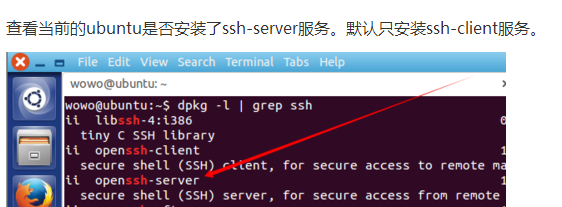 查看当前的ubuntu是否安装了ssh-server服务。默认只安装ssh-client服务。
File Edit View Search Terminal Tabs Help
wowo@ubuntu: ~
wowo@ubuntu:~$ dpkg -l | grep ssh
ii libssh-4:i386 0
tiny C SSH library
ii openssh-client 1
secure shell (SSH) client, for secure access to remote ma
ii openssh-server 1
secure shell (SSH) server, for secure access from remote